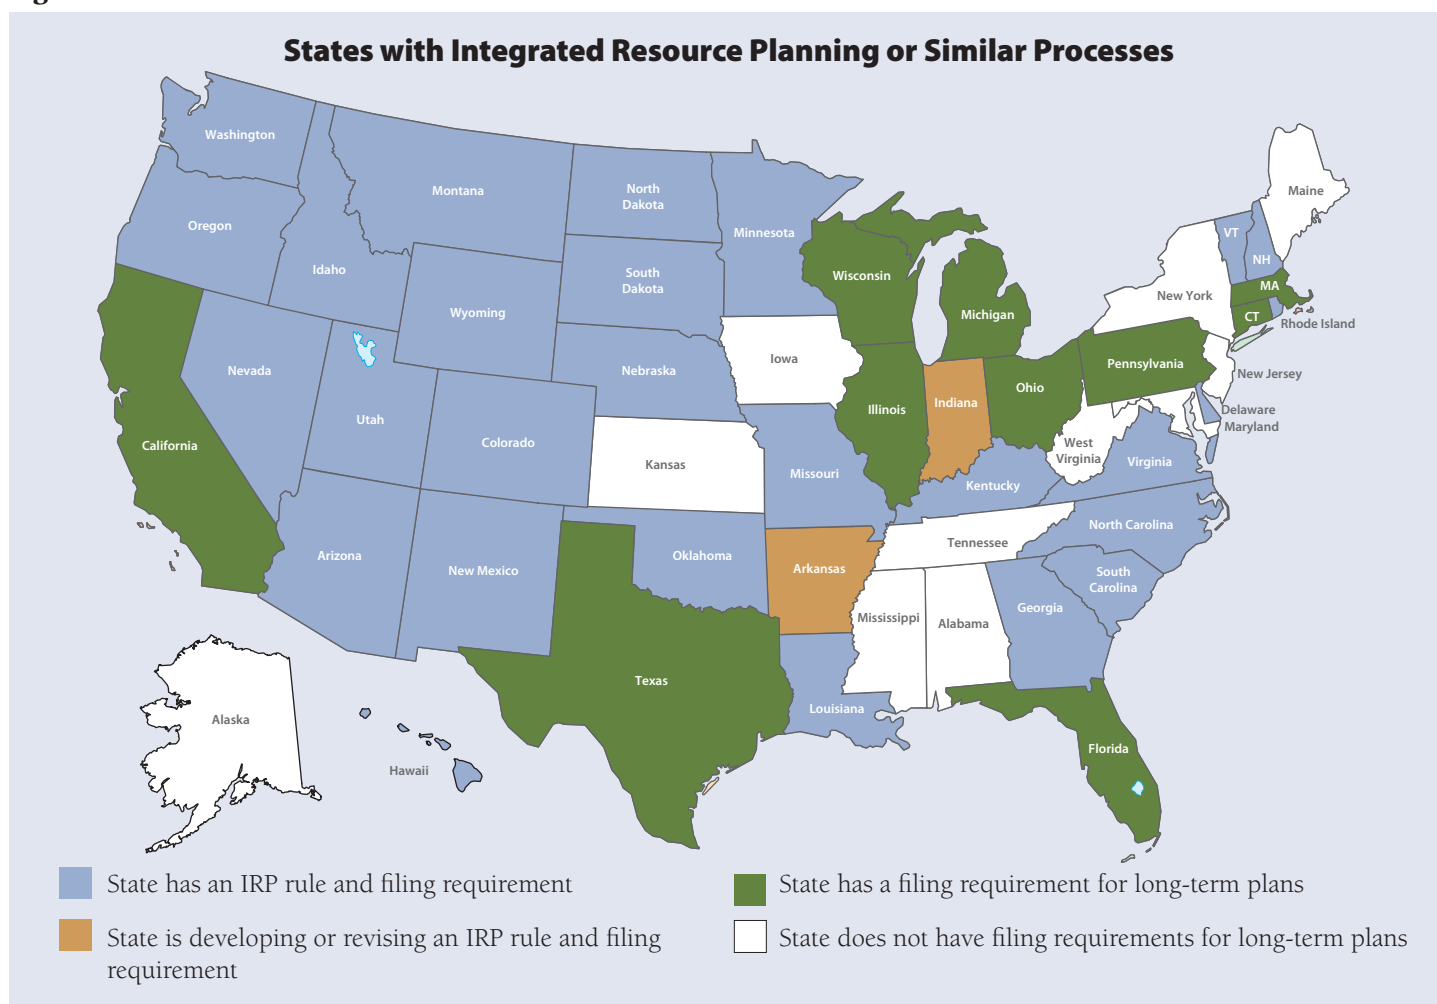 States with Integrated Resource Planning or Similar Processes
Washington
Oregon
Idaho
Montana
North
Dakota
Minnesota
South
Dakota
Wyoming
Wisconsin
Michigan
Maine
VT
NH
New York
MA
CT
Rhode Island
Nevada
Utah
Colorado
Nebraska
Iowa
Illinois
Indiana
Ohio
Pennsylvania
New Jersey
Delaware
Maryland
California
Kansas
Missouri
Kentucky
West
Virginia
Virginia
Arizona
New Mexico
Oklahoma
Arkansas
Tennessee
North Carolina
South
Carolina
Mississippi
Alabama
Georgia
Texas
Louisiana
Florida
Alaska
Hawaii
State has an IRP rule and filing requirement
State is developing or revising an IRP rule and filing
requirement
State has a filing requirement for long-term plans
State does not have filing requirements for long-term plans